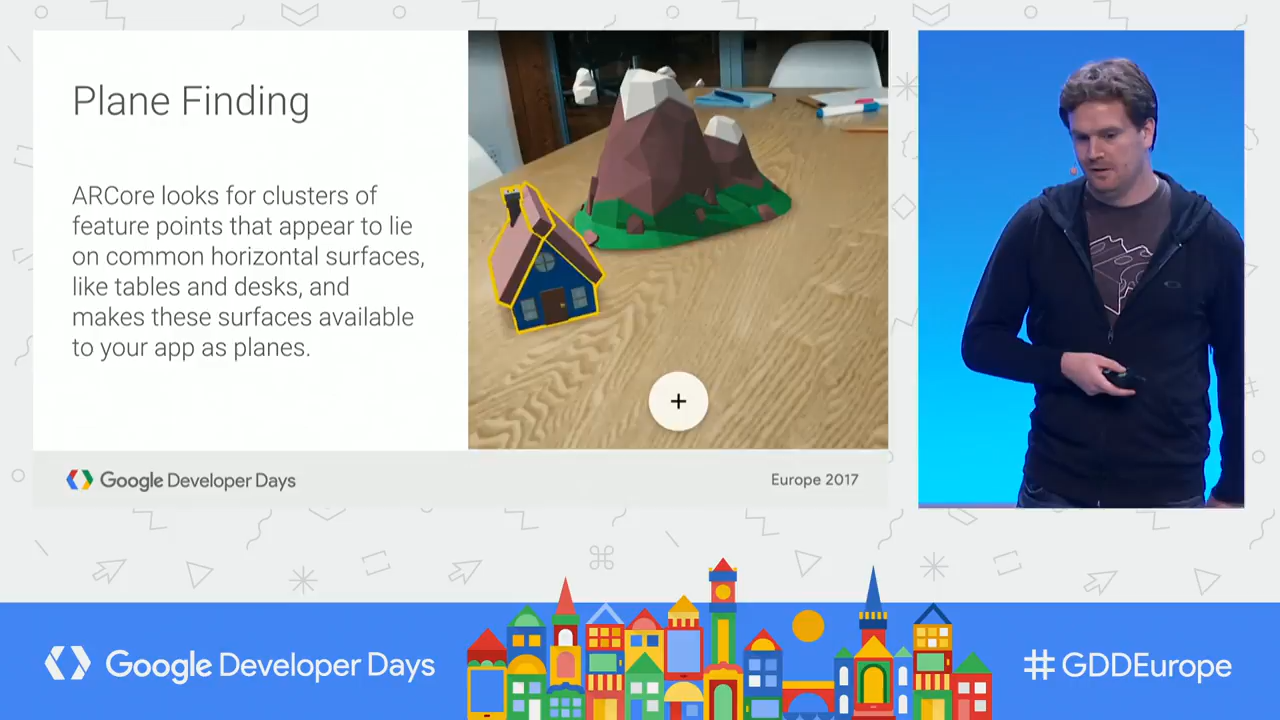 Plane Finding
ARCore looks for clusters of
feature points that appear to lie
on common horizontal surfaces,
like tables and desks, and
makes these surfaces available
to your app as planes.
+
Google Developer Days
Europe 2017
Google Developer Days
#GDDEurope